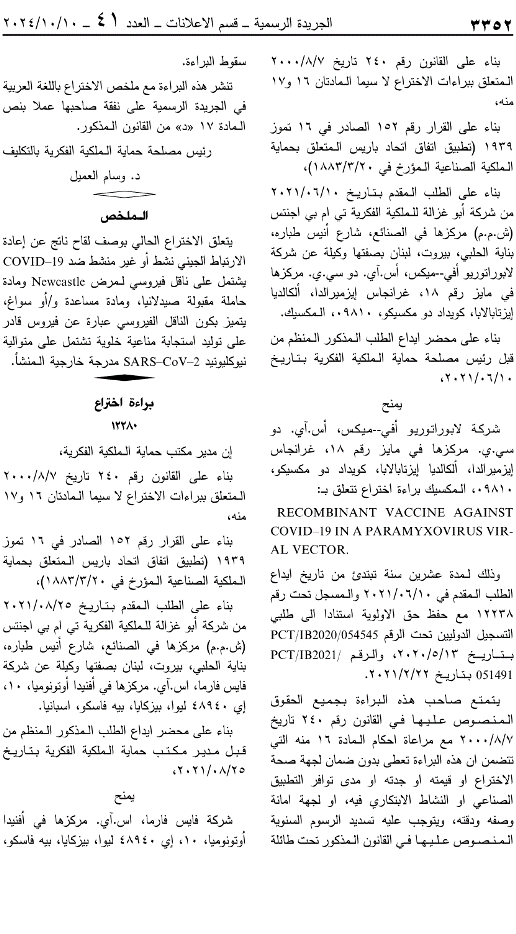 ٣٣٥٢
الجريدة الرسمية – قسم الاعلانات – العدد ٤١ – ٢٠٢٤/١٠/١٠
بناء على القانون رقم ٢٤٠ تاريخ ٢٠٠٠/٨/٧
المتعلق ببراءات الاختراع لا سيما المادتان ١٦ و١٧
منه،
بناء على القرار رقم ١٥٢ الصادر في ١٦ تموز
١٩٣٩ (تطبيق اتفاق اتحاد باريس المتعلق بحماية
الملكية الصناعية المؤرخ في ١٨٨٣/٣/٢٠)،
بناء على الطلب المقدم بتاريخ ٢٠٢١/٠٦/١٠
من شركة أبو غزالة للملكية الفكرية تي ام بي اجنتس
(ش.م.م) مركزها في الصنائع، شارع أنيس طباره،
بناية الحلبي، بيروت، لبنان بصفتها وكيلة عن شركة
لابوراتوريو أفي--ميكس، أس.آي. دو سي.ي. مركزها
في مايز رقم ١٨، غرانجاس إيزميرالدا، ألكالديا
إيزتابالابا، كويداد دو مكسيكو، ٠٩٨١٠، المكسيك.
بناء على محضر ايداع الطلب المذكور المنظم من
قبل رئيس مصلحة حماية الملكية الفكرية بتاريخ
٢٠٢١/٠٦/١٠،
يمنح
شركة لابوراتوريو أفي--ميكس، أس.آي. دو
سي.ي. مركزها في مايز رقم ١٨، غرانجاس
إيزميرالدا، ألكالديا إيزتابالابا، كويداد دو مكسيكو،
٠٩٨١٠، المكسيك براءة اختراع تتعلق بـ:
RECOMBINANT VACCINE AGAINST
COVID–19 IN A PARAMYXOVIRUS VIR-
AL VECTOR.
وذلك لمدة عشرين سنة تبتدئ من تاريخ ايداع
الطلب المقدم في ٢٠٢١/٠٦/١٠ والمسجل تحت رقم
١٢٢٣٨ مع حفظ حق الاولوية استنادا الى طلبي
التسجيل الدوليين تحت الرقم PCT/IB2020/054545
بتاريخ ٢٠٢٠/٥/١٣، والرقم PCT/IB2021/
051491 بتاريخ ٢٠٢١/٢/٢٢.
يتمتع صاحب هذه البراءة بجميع الحقوق
المنصوص عليها في القانون رقم ٢٤٠ تاريخ
٢٠٠٠/٨/٧ مع مراعاة احكام المادة ١٦ منه التي
تتضمن ان هذه البراءة تعطى بدون ضمان لجهة صحة
الاختراع او قيمته او جدته او مدى توافر التطبيق
الصناعي او النشاط الابتكاري فيه، او لجهة امانة
وصفه ودقته، ويتوجب عليه تسديد الرسوم السنوية
المنصوص عليها في القانون المذكور تحت طائلة
سقوط البراءة.
تنشر هذه البراءة مع ملخص الاختراع باللغة العربية
في الجريدة الرسمية على نفقة صاحبها عملا بنص
المادة ١٧ «د» من القانون المذكور.
رئيس مصلحة حماية الملكية الفكرية بالتكليف
د. وسام العميل
الملخص
يتعلق الاختراع الحالي بوصف لقاح ناتج عن إعادة
الارتباط الجيني نشط أو غير منشط ضد COVID–19
يشتمل على ناقل فيروسي لمرض Newcastle ومادة
حاملة مقبولة صيدلانيا، ومادة مساعدة و/أو سواغ،
يتميز بكون الناقل الفيروسي عبارة عن فيروس قادر
على توليد استجابة مناعية خلوية تشتمل على متوالية
نيوكليوتيد SARS–CoV–2 مدرجة خارجية المنشأ.
براءة اختراع
١٢٢٨٠
إن مدير مكتب حماية الملكية الفكرية،
بناء على القانون رقم ٢٤٠ تاريخ ٢٠٠٠/٨/٧
المتعلق ببراءات الاختراع لا سيما المادتان ١٦ و١٧
منه،
بناء على القرار رقم ١٥٢ الصادر في ١٦ تموز
١٩٣٩ (تطبيق اتفاق اتحاد باريس المتعلق بحماية
الملكية الصناعية المؤرخ في ١٨٨٣/٣/٢٠)،
بناء على الطلب المقدم بتاريخ ٢٠٢١/٠٨/٢٥
من شركة أبو غزالة للملكية الفكرية تي ام بي اجنتس
(ش.م.م) مركزها في الصنائع، شارع أنيس طباره،
بناية الحلبي، بيروت، لبنان بصفتها وكيلة عن شركة
فايس فارما، اس.آي. مركزها في أفنيدا أوتونوميا، ١٠،
إي ٤٨٩٤٠ ليوا، بيزكايا، بيه فاسكو، اسبانيا.
بناء على محضر ايداع الطلب المذكور المنظم من
قبل مدير مكتب حماية الملكية الفكرية بتاريخ
٢٠٢١/٠٨/٢٥،
يمنح
شركة فايس فارما، اس.آي. مركزها في أفنيدا
أوتونوميا، ١٠، إي ٤٨٩٤٠ ليوا، بيزكايا، بيه فاسكو،